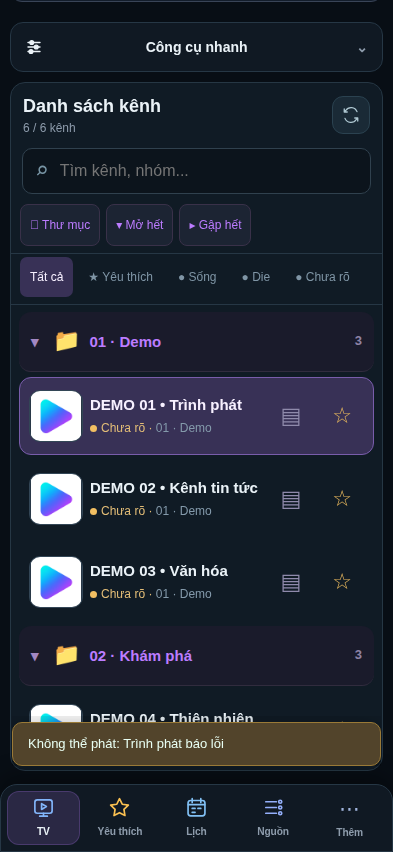 Công cụ nhanh
Danh sách kênh
6 / 6 kênh
Tìm kênh, nhóm...
Thư mục
▾ Mở hết
▸ Gập hết
Tất cả
★ Yêu thích
● Sống
● Die
● Chưa rõ
▼ 📁 01 · Demo 3
DEMO 01 • Trình phát
● Chưa rõ · 01 · Demo
DEMO 02 • Kênh tin tức
● Chưa rõ · 01 · Demo
DEMO 03 • Văn hóa
● Chưa rõ · 01 · Demo
▼ 📁 02 · Khám phá 3
DEMO 04 • Thiên nhiên
Không thể phát: Trình phát báo lỗi
TV
Yêu thích
Lịch
Nguồn
Thêm